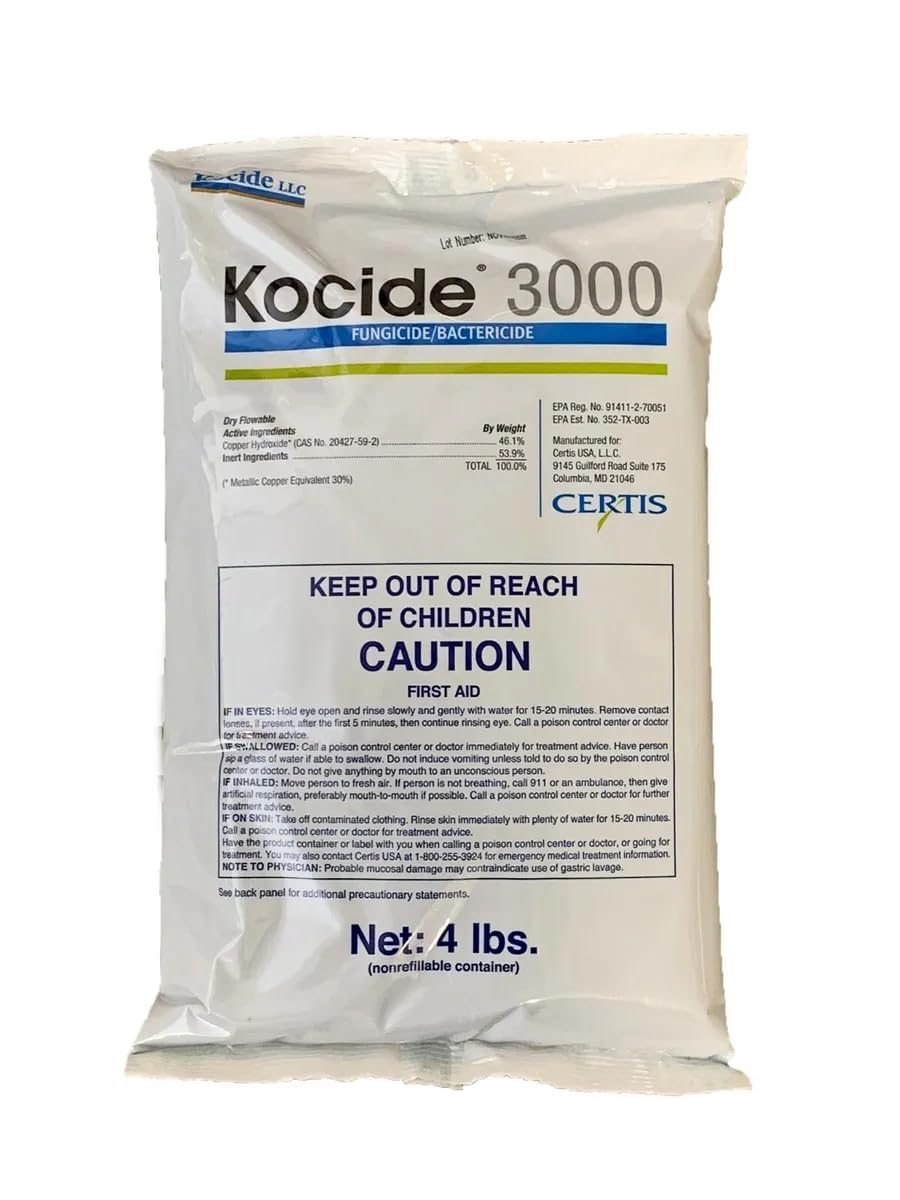 LLC
Lot Number:
Kocide® 3000
FUNGICIDE/BACTERICIDE
Dry Flowable
Active Ingredients By Weight
Copper Hydroxide* (CAS No. 20427-59-2) 46.1%
Inert Ingredients 53.9%
TOTAL 100.0%
(* Metallic Copper Equivalent 30%)
EPA Reg. No. 91411-2-70051
EPA Est. No. 352-TX-003
Manufactured for:
Certis USA, L.L.C.
9145 Guilford Road Suite 175
Columbia, MD 21046
CERTIS
KEEP OUT OF REACH
OF CHILDREN
CAUTION
FIRST AID
IF IN EYES: Hold eye open and rinse slowly and gently with water for 15-20 minutes. Remove contact
lenses, if present, after the first 5 minutes, then continue rinsing eye. Call a poison control center or doctor
for treatment advice.
IF SWALLOWED: Call a poison control center or doctor immediately for treatment advice. Have person
sip a glass of water if able to swallow. Do not induce vomiting unless told to do so by the poison control
center or doctor. Do not give anything by mouth to an unconscious person.
IF INHALED: Move person to fresh air. If person is not breathing, call 911 or an ambulance, then give
artificial respiration, preferably mouth-to-mouth if possible. Call a poison control center or doctor for further
treatment advice.
IF ON SKIN: Take off contaminated clothing. Rinse skin immediately with plenty of water for 15-20 minutes.
Call a poison control center or doctor for treatment advice.
Have the product container or label with you when calling a poison control center or doctor, or going for
treatment. You may also contact Certis USA at 1-800-255-3924 for emergency medical treatment information.
NOTE TO PHYSICIAN: Probable mucosal damage may contraindicate use of gastric lavage.
See back panel for additional precautionary statements.
Net: 4 lbs.
(nonrefillable container)